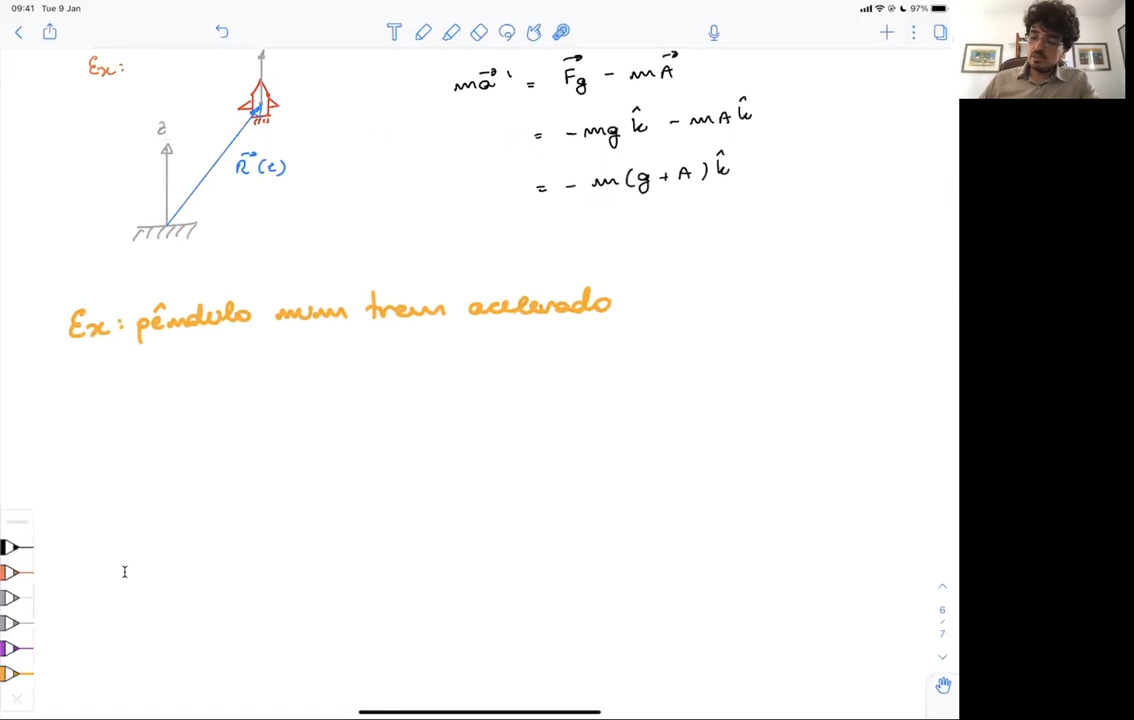 09:41 Tue 9 Jan
97%
T
Ex:
z
R⃗(t)
ma⃗' = F⃗g - mA⃗
= -mg k̂ - mA k̂
= - m(g + A) k̂
Ex: pêndulo num trem acelerado
6
/
7